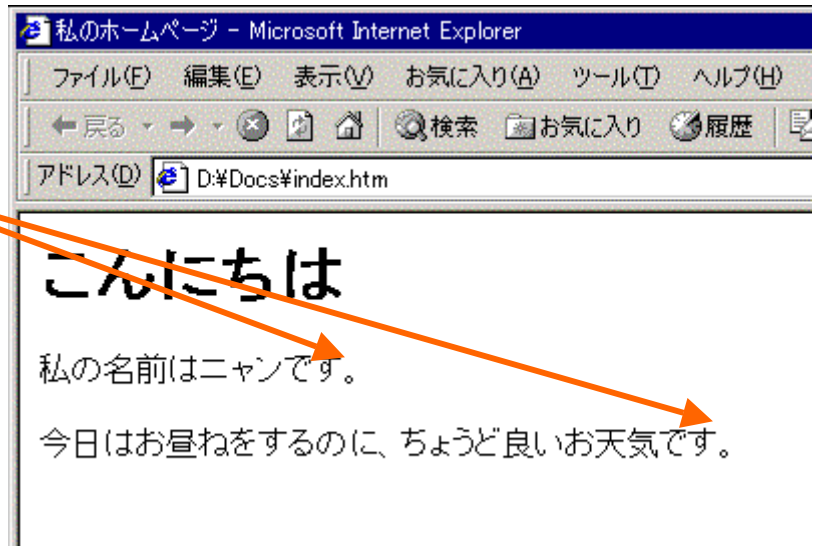 私のホームページ - Microsoft Internet Explorer
ファイル(F) 編集(E) 表示(V) お気に入り(A) ツール(T) ヘルプ(H)
戻る 検索 お気に入り 履歴
アドレス(D) D:¥Docs¥index.htm
こんにちは
私の名前はニャンです。
今日はお昼ねをするのに、ちょうど良いお天気です。